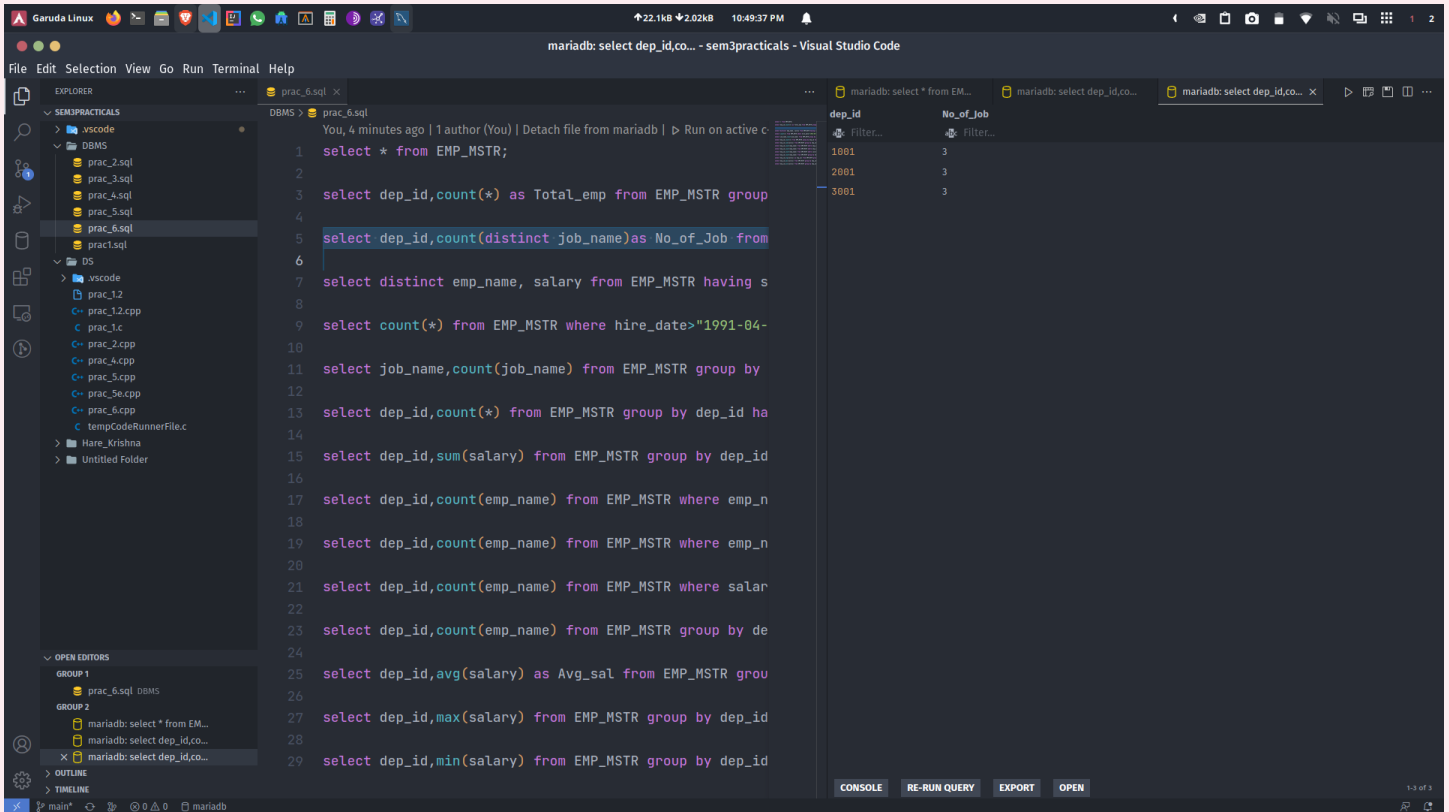 Garuda Linux 22.1kB 2.02kB 10:49:37 PM 1 2
mariadb: select dep_id,co... - sem3practicals - Visual Studio Code
File Edit Selection View Go Run Terminal Help
EXPLORER
SEM3PRACTICALS
.vscode
DBMS
prac_2.sql
prac_3.sql
prac_4.sql
prac_5.sql
prac_6.sql
prac1.sql
DS
.vscode
prac_1.2
prac_1.2.cpp
prac_1.c
prac_2.cpp
prac_4.cpp
prac_5.cpp
prac_5e.cpp
prac_6.cpp
tempCodeRunnerFile.c
Hare_Krishna
Untitled Folder
OPEN EDITORS
GROUP 1
prac_6.sql DBMS
GROUP 2
mariadb: select * from EM...
mariadb: select dep_id,co...
mariadb: select dep_id,co...
OUTLINE
TIMELINE
prac_6.sql
DBMS > prac_6.sql
You, 4 minutes ago | 1 author (You) | Detach file from mariadb | ▷ Run on active c
1 select * from EMP_MSTR;
2
3 select dep_id,count(*) as Total_emp from EMP_MSTR group
4
5 select dep_id,count(distinct job_name)as No_of_Job from
6
7 select distinct emp_name, salary from EMP_MSTR having s
8
9 select count(*) from EMP_MSTR where hire_date>"1991-04-
10
11 select job_name,count(job_name) from EMP_MSTR group by
12
13 select dep_id,count(*) from EMP_MSTR group by dep_id ha
14
15 select dep_id,sum(salary) from EMP_MSTR group by dep_id
16
17 select dep_id,count(emp_name) from EMP_MSTR where emp_n
18
19 select dep_id,count(emp_name) from EMP_MSTR where emp_n
20
21 select dep_id,count(emp_name) from EMP_MSTR where salar
22
23 select dep_id,count(emp_name) from EMP_MSTR group by de
24
25 select dep_id,avg(salary) as Avg_sal from EMP_MSTR grou
26
27 select dep_id,max(salary) from EMP_MSTR group by dep_id
28
29 select dep_id,min(salary) from EMP_MSTR group by dep_id
mariadb: select * from EM... mariadb: select dep_id,co... mariadb: select dep_id,co...
dep_id No_of_Job
Filter... Filter...
1001 3
2001 3
3001 3
CONSOLE RE-RUN QUERY EXPORT OPEN 1-3 of 3
main* 0 0 mariadb